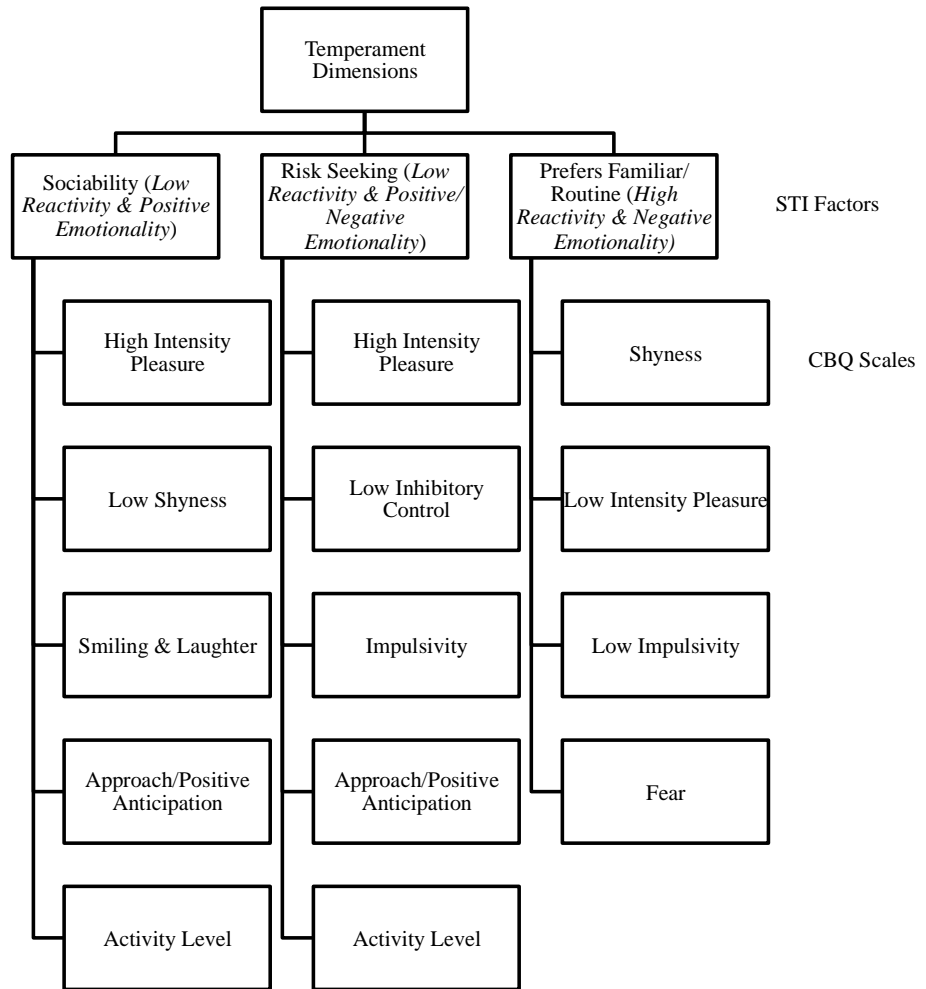 Temperament
Dimensions
Sociability (Low
Reactivity & Positive
Emotionality)
Risk Seeking (Low
Reactivity & Positive/
Negative
Emotionality)
Prefers Familiar/
Routine (High
Reactivity & Negative
Emotionality)
STI Factors
High Intensity
Pleasure
High Intensity
Pleasure
Shyness
CBQ Scales
Low Shyness
Low Inhibitory
Control
Low Intensity Pleasure
Smiling & Laughter
Impulsivity
Low Impulsivity
Approach/Positive
Anticipation
Approach/Positive
Anticipation
Fear
Activity Level
Activity Level